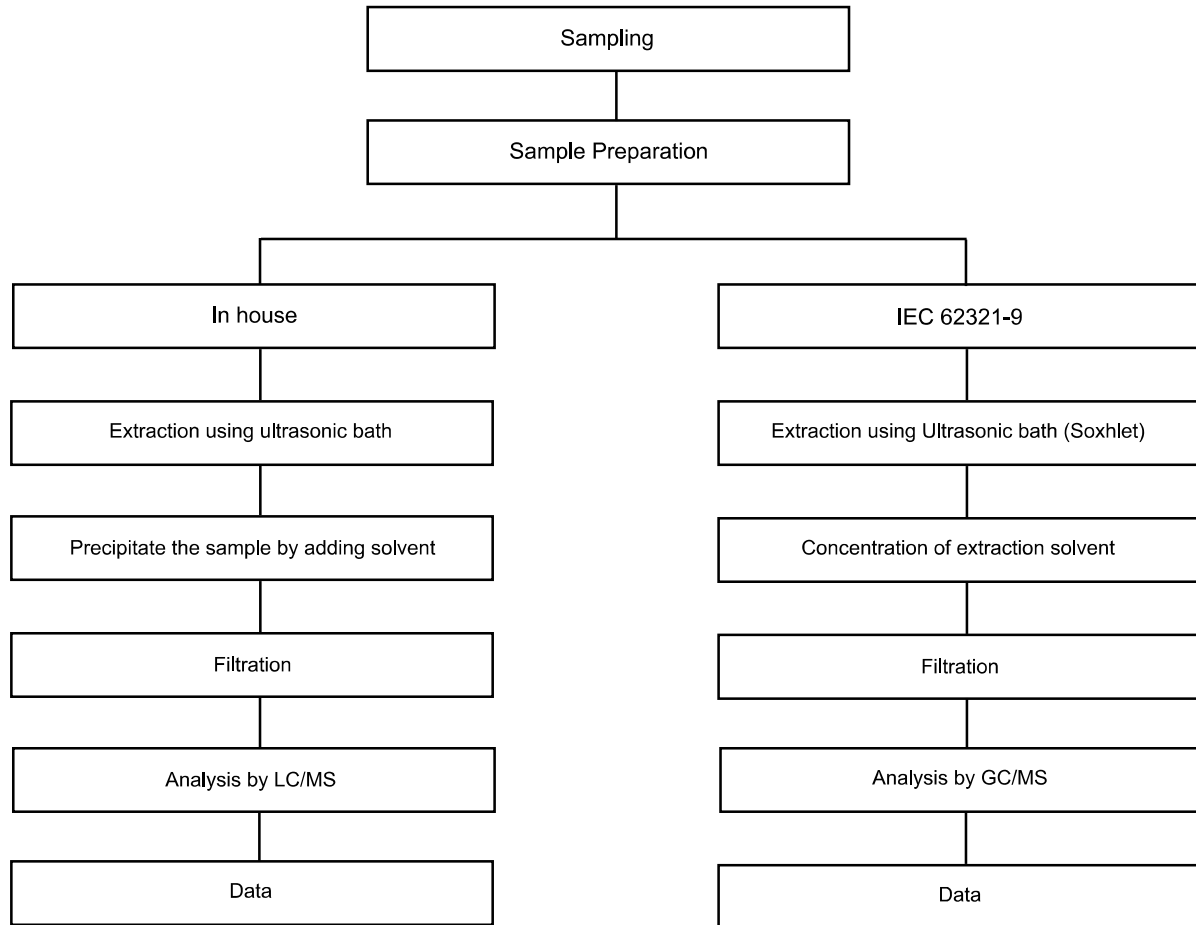 Sampling
Sample Preparation
In house
IEC 62321-9
Extraction using ultrasonic bath
Extraction using Ultrasonic bath (Soxhlet)
Precipitate the sample by adding solvent
Concentration of extraction solvent
Filtration
Filtration
Analysis by LC/MS
Analysis by GC/MS
Data
Data